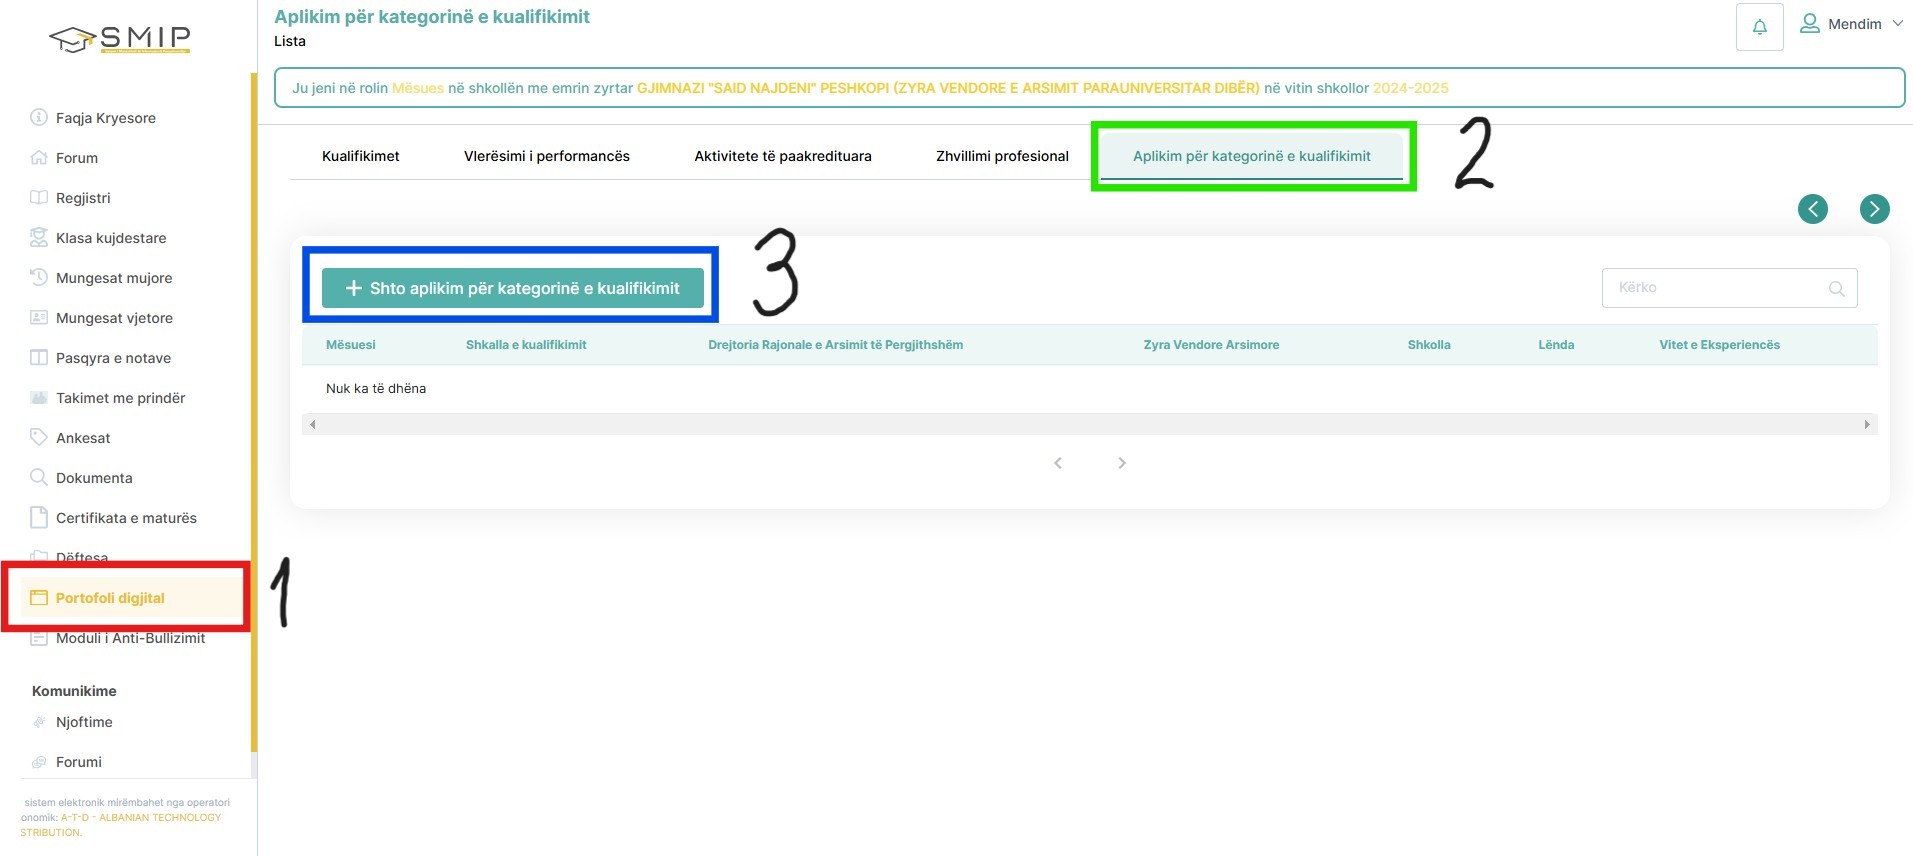 SMIP
Aplikim për kategorinë e kualifikimit
Lista
Mendim
Ju jeni në rolin Mësues në shkollën me emrin zyrtar GJIMNAZI "SAID NAJDENI" PESHKOPI (ZYRA VENDORE E ARSIMIT PARAUNIVERSITAR DIBËR) në vitin shkollor 2024-2025
Faqja Kryesore
Forum
Regjistri
Klasa kujdestare
Mungesat mujore
Mungesat vjetore
Pasqyra e notave
Takimet me prindër
Ankesat
Dokumenta
Certifikata e maturës
Dëftesa
Portofoli digjital
1
Moduli i Anti-Bullizimit
Komunikime
Njoftime
Forumi
sistem elektronik mirëmbahet nga operatori
onomik: A-T-D - ALBANIAN TECHNOLOGY
STRIBUTION.
Kualifikimet
Vlerësimi i performancës
Aktivitete të paakredituara
Zhvillimi profesional
Aplikim për kategorinë e kualifikimit
2
+ Shto aplikim për kategorinë e kualifikimit
3
Kërko
Mësuesi Shkalla e kualifikimit Drejtoria Rajonale e Arsimit të Pergjithshëm Zyra Vendore Arsimore Shkolla Lënda Vitet e Eksperiencës
Nuk ka të dhëna